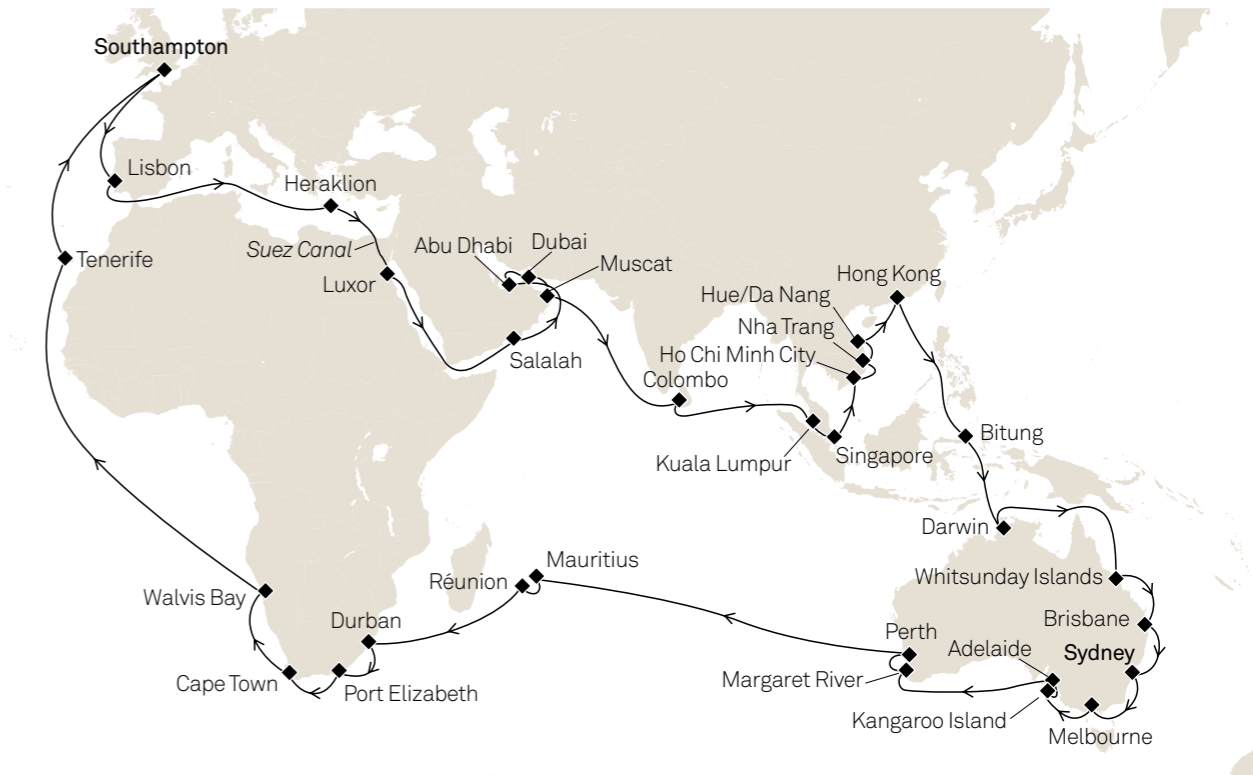 Southampton
Lisbon
Heraklion
Suez Canal
Tenerife
Luxor
Abu Dhabi
Dubai
Muscat
Salalah
Hong Kong
Hue/Da Nang
Nha Trang
Ho Chi Minh City
Colombo
Kuala Lumpur
Singapore
Bitung
Darwin
Whitsunday Islands
Mauritius
Réunion
Walvis Bay
Durban
Brisbane
Perth
Adelaide
Sydney
Cape Town
Port Elizabeth
Margaret River
Kangaroo Island
Melbourne